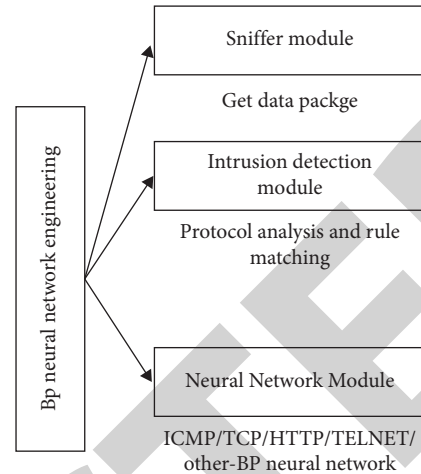 Bp neural network engineering
Sniffer module
Get data packge
Intrusion detection
module
Protocol analysis and rule
matching
Neural Network Module
ICMP/TCP/HTTP/TELNET/
other-BP neural network